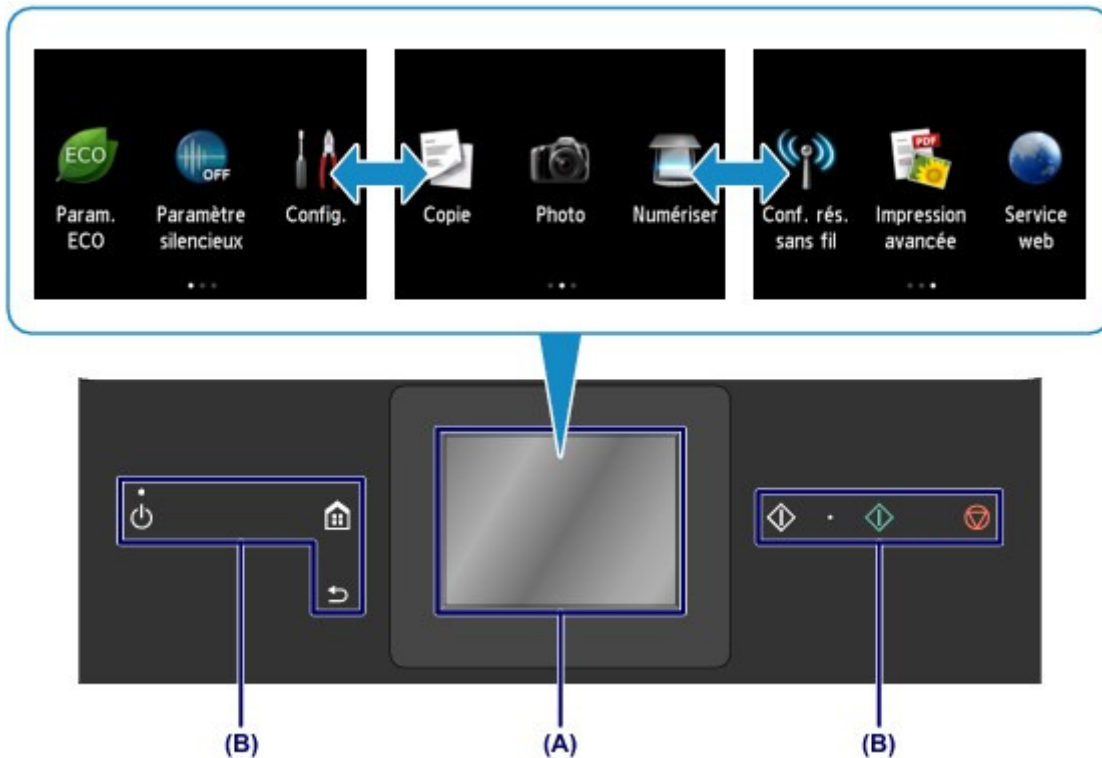 ECO
OFF
PDF
Param.
ECO
Paramètre
silencieux
Config.
Copie
Photo
Numériser
Conf. rés.
sans fil
Impression
avancée
Service
web
(B)
(A)
(B)